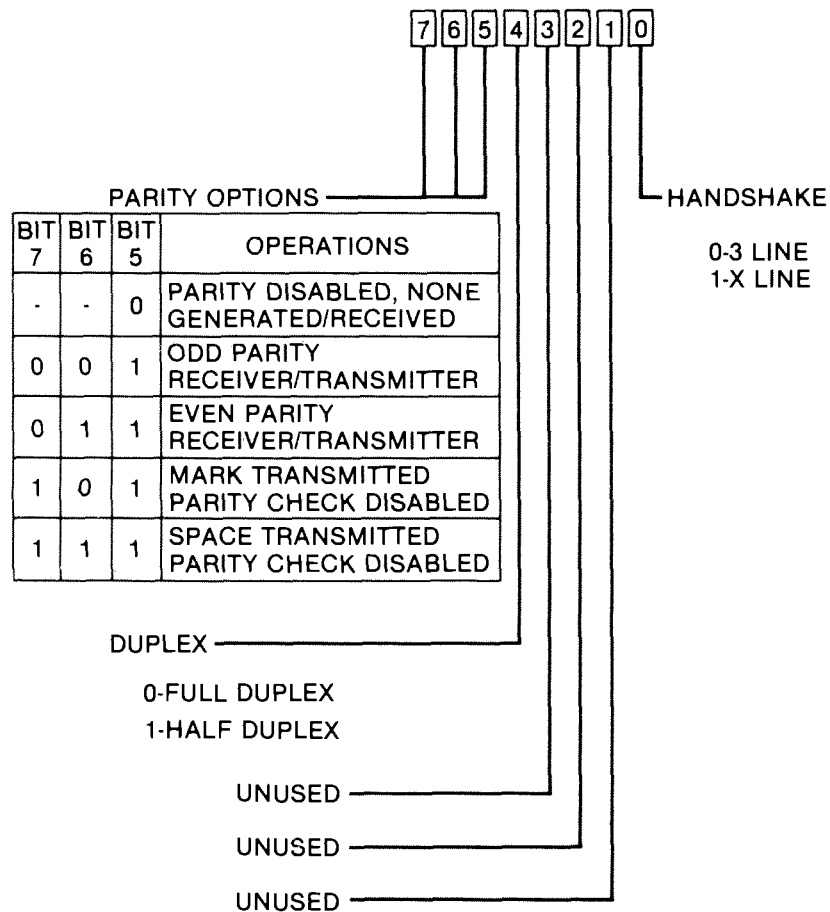 7 6 5 4 3 2 1 0
PARITY OPTIONS
HANDSHAKE
0-3 LINE
1-X LINE
BIT 7 BIT 6 BIT 5 OPERATIONS
- - 0 PARITY DISABLED, NONE GENERATED/RECEIVED
0 0 1 ODD PARITY RECEIVER/TRANSMITTER
0 1 1 EVEN PARITY RECEIVER/TRANSMITTER
1 0 1 MARK TRANSMITTED PARITY CHECK DISABLED
1 1 1 SPACE TRANSMITTED PARITY CHECK DISABLED
DUPLEX
0-FULL DUPLEX
1-HALF DUPLEX
UNUSED
UNUSED
UNUSED